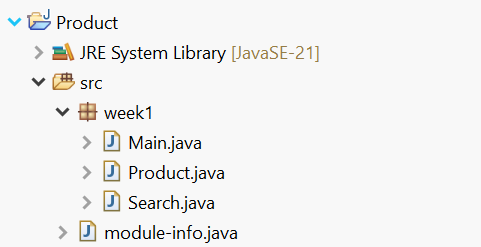 Product
JRE System Library [JavaSE-21]
src
week1
Main.java
Product.java
Search.java
module-info.java